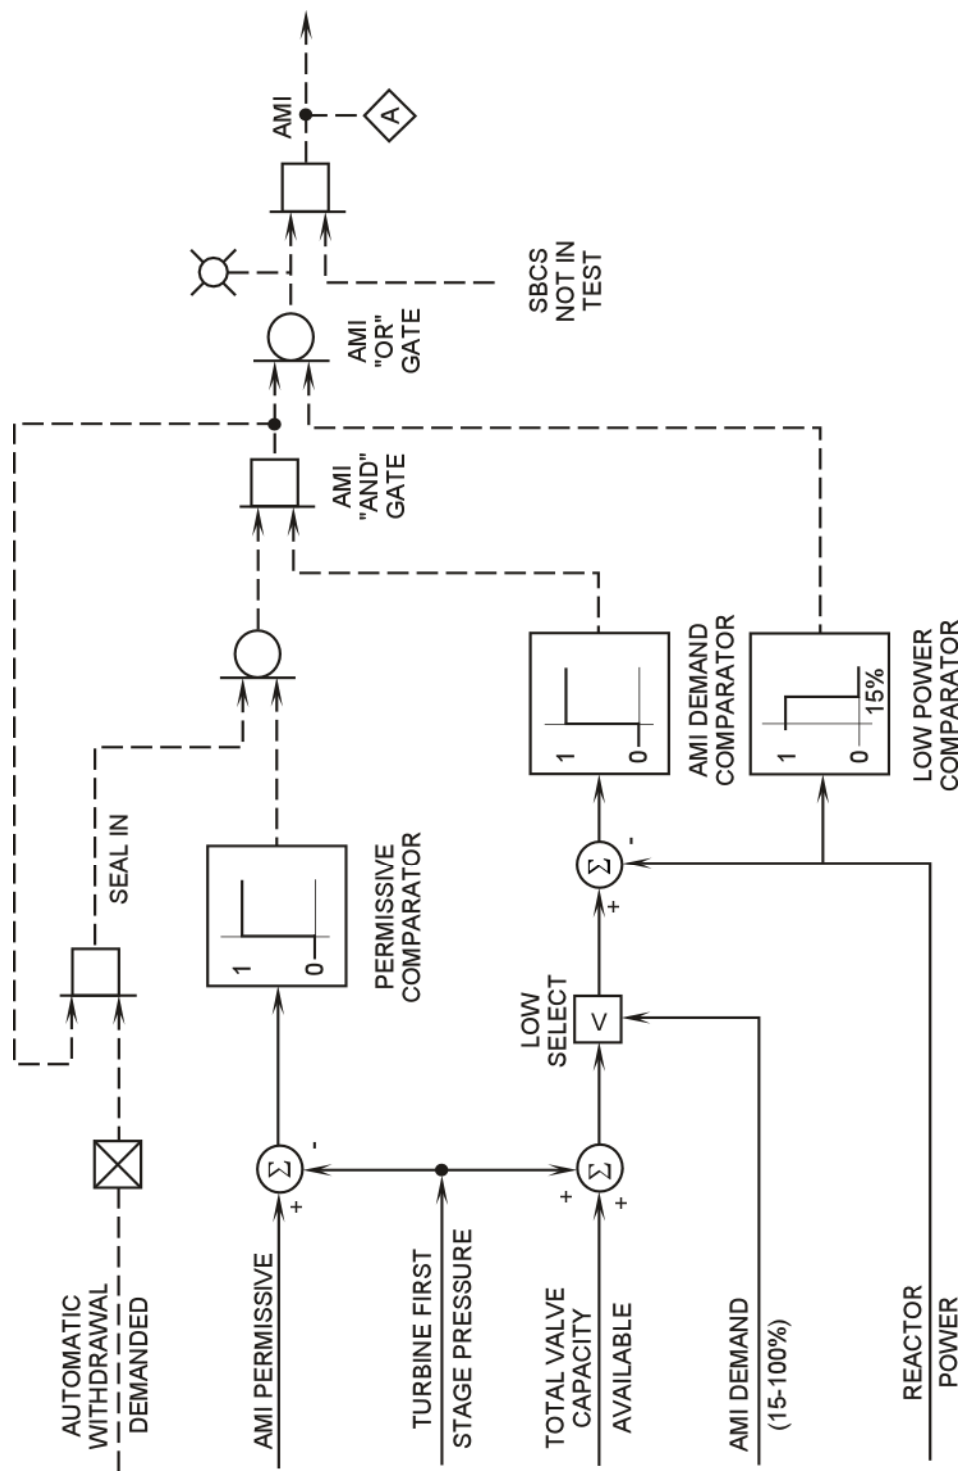 AUTOMATIC
WITHDRAWAL
DEMANDED
SEAL IN
AMI PERMISSIVE
+
-
Σ
1
0
PERMISSIVE
COMPARATOR
TURBINE FIRST
STAGE PRESSURE
TOTAL VALVE
CAPACITY
AVAILABLE
+
+
Σ
LOW
SELECT
<
AMI DEMAND
(15-100%)
+
-
Σ
1
0
AMI DEMAND
COMPARATOR
REACTOR
POWER
1
0
15%
LOW POWER
COMPARATOR
AMI
"AND"
GATE
AMI
"OR"
GATE
SBCS
NOT IN
TEST
AMI
A